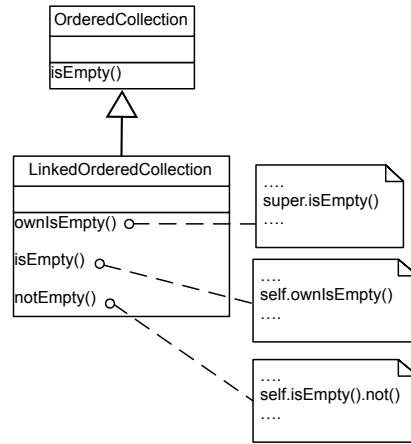 OrderedCollection
isEmpty()
LinkedOrderedCollection
ownIsEmpty()
isEmpty()
notEmpty()
....
super.isEmpty()
....
....
self.ownIsEmpty()
....
....
self.isEmpty().not()
....